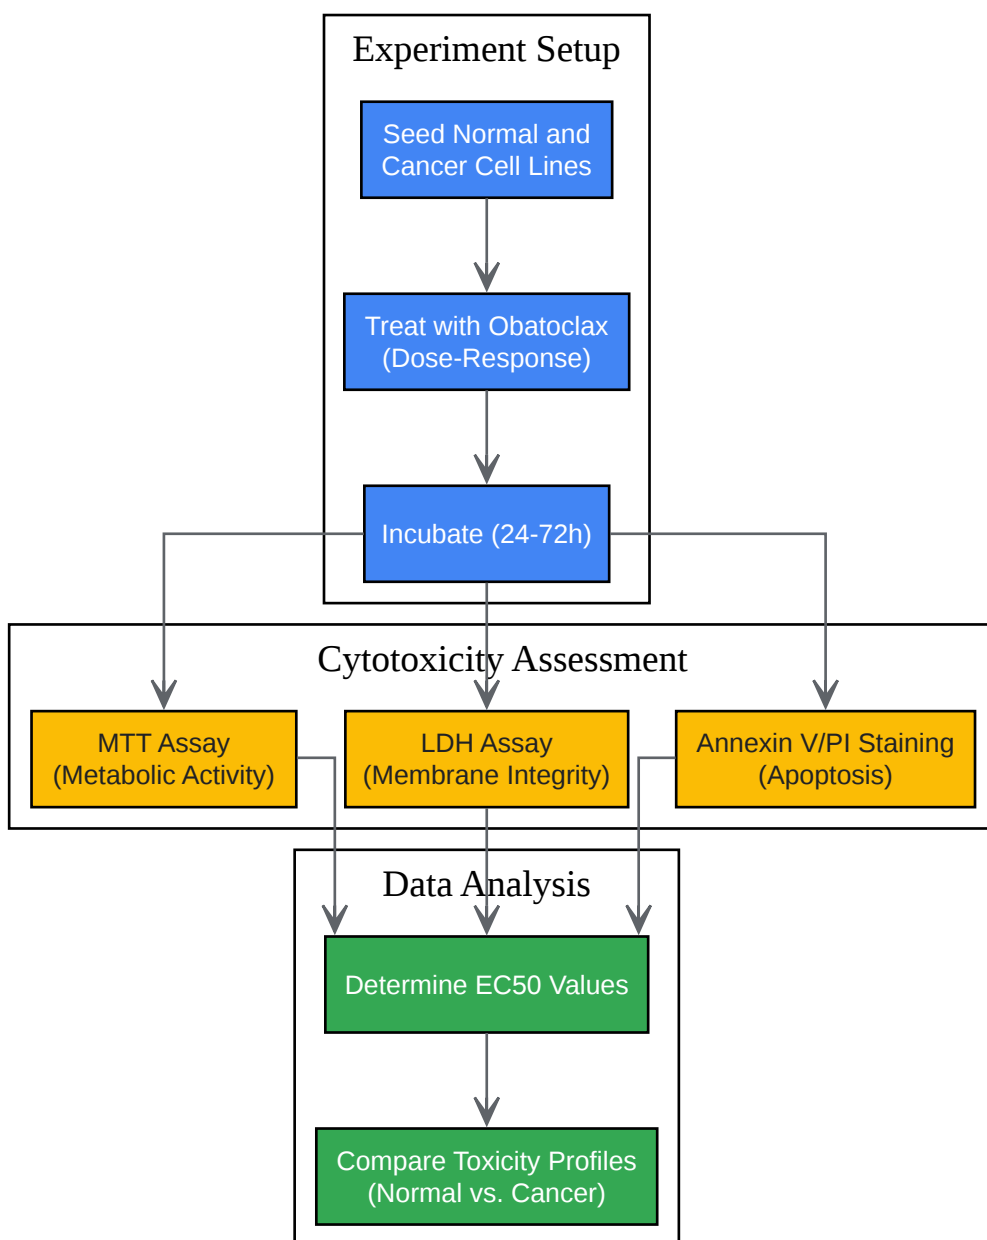 Experiment Setup
Seed Normal and
Cancer Cell Lines
Treat with Obatoclax
(Dose-Response)
Incubate (24-72h)
Cytotoxicity Assessment
MTT Assay
(Metabolic Activity)
LDH Assay
(Membrane Integrity)
Annexin V/PI Staining
(Apoptosis)
Data Analysis
Determine EC50 Values
Compare Toxicity Profiles
(Normal vs. Cancer)